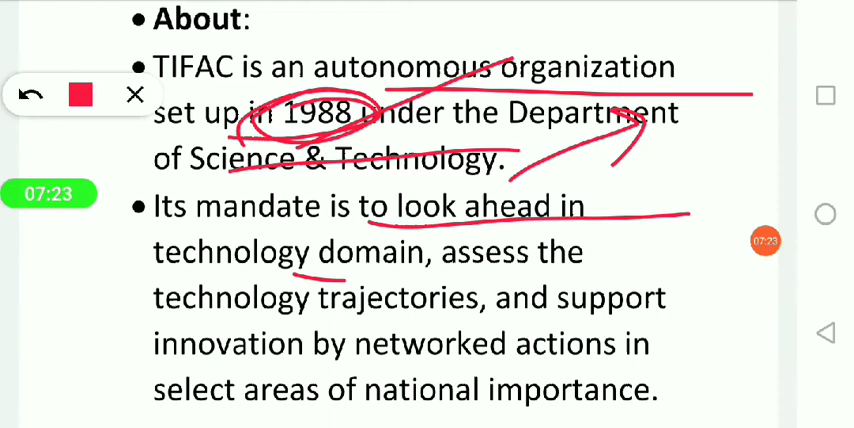 • About:
• TIFAC is an autonomous organization
set up in 1988 under the Department
of Science & Technology.
07:23
• Its mandate is to look ahead in
07:23
technology domain, assess the
technology trajectories, and support
innovation by networked actions in
select areas of national importance.